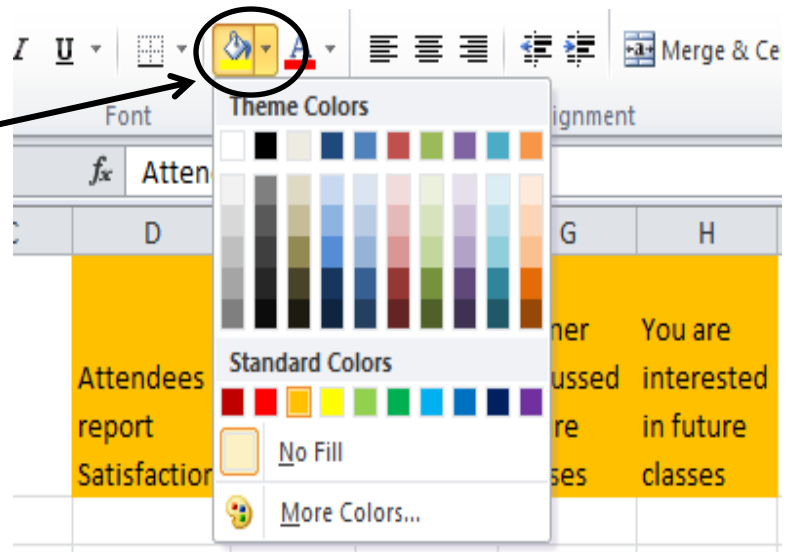 I U A Merge & Ce
Font ignment
fx Atten
D G H
Theme Colors
Standard Colors
No Fill
More Colors...
Attendees
report
Satisfaction
ner
ussed
re
ses
You are
interested
in future
classes